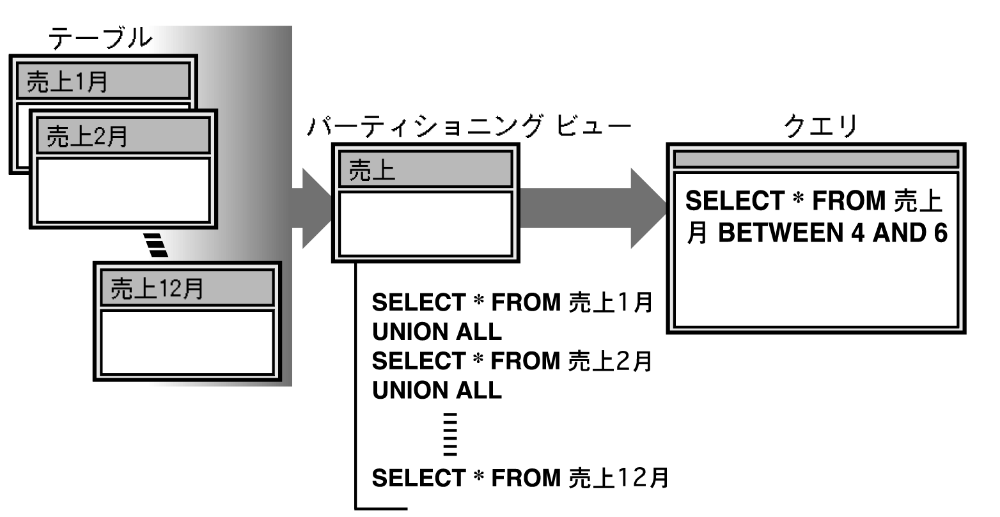 テーブル
売上1月
売上2月
売上12月
パーティショニング ビュー
売上
SELECT * FROM 売上1月
UNION ALL
SELECT * FROM 売上2月
UNION ALL
SELECT * FROM 売上12月
クエリ
SELECT * FROM 売上
月 BETWEEN 4 AND 6